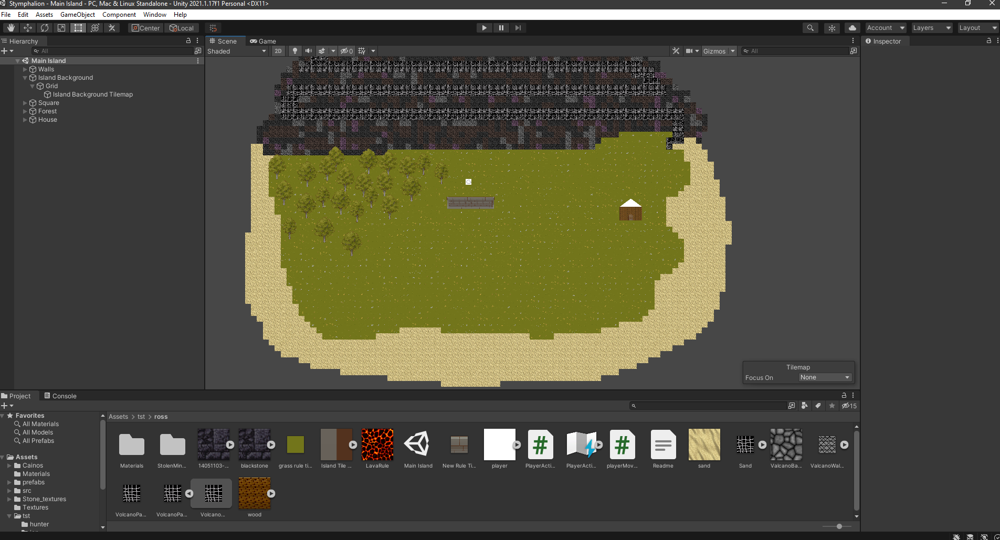 Stymphalion - Main Island - PC, Mac & Linux Standalone - Unity 2021.1.17f1 Personal <DX11>
File Edit Assets GameObject Component Window Help
Center Local Account Layers Layout
Hierarchy
All
Main Island
Walls
Island Background
Grid
Island Background Tilemap
Square
Forest
House
Scene Game
Shaded 2D 0 Gizmos All
Tilemap
Focus On None
Inspector
Project Console
15
Favorites
All Materials
All Models
All Prefabs
Assets
Cainos
Materials
prefabs
src
Stone_textures
Textures
tst
hunter
Assets > tst > ross
Materials StolenMin... 14051103-... blackstone grass rule ti... Island Tile ... LavaRule Main Island New Rule Ti... player PlayerActi... PlayerActi... playerMov... Readme sand Sand ValcanoBa... ValcanoWal...
VolcanoPa... VolcanoPa... Volcano... wood